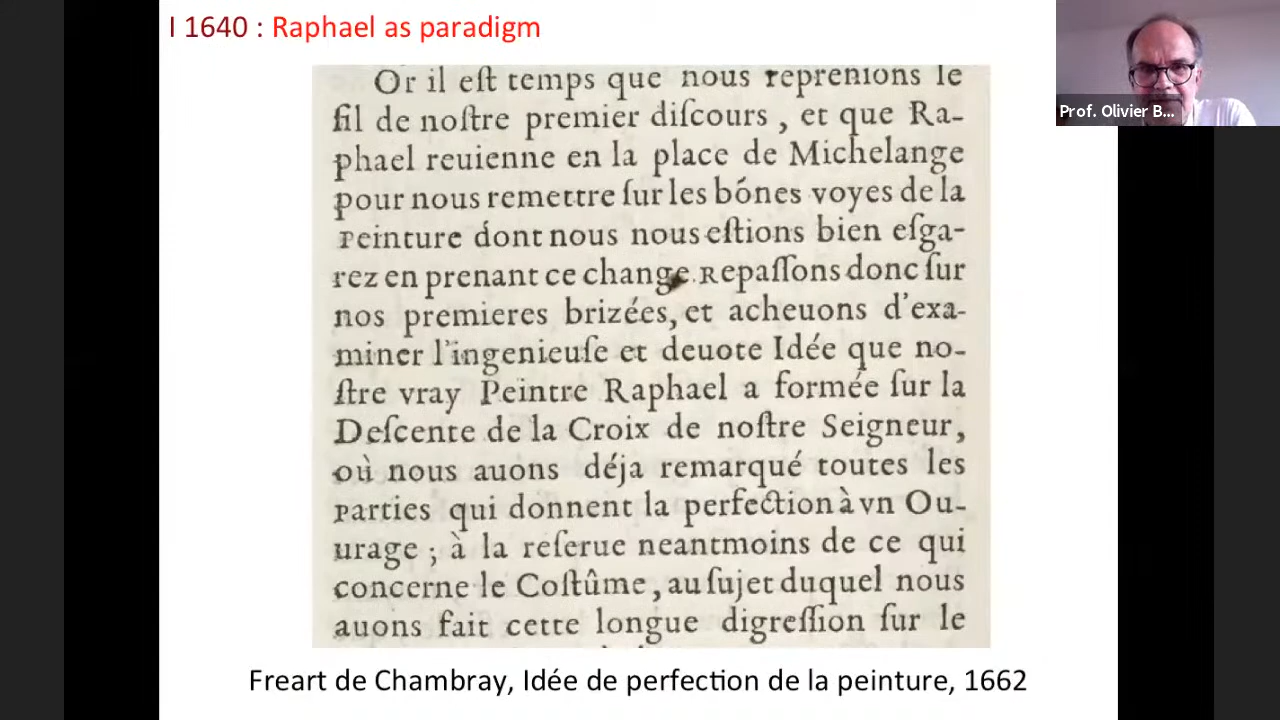 I 1640 : Raphael as paradigm
Prof. Olivier B...
Or il eſt temps que nous reprenions le
fil de noſtre premier diſcours , et que Ra-
phael reuienne en la place de Michelange
pour nous remettre ſur les bónes voyes de la
Peinture dont nous nous eſtions bien eſga-
rez en prenant ce change. Repaſſons donc ſur
nos premieres brizées, et acheuons d'exa-
miner l'ingenieuſe et deuote Idée que no-
ſtre vray Peintre Raphael a formée ſur la
Deſcente de la Croix de noſtre Seigneur,
où nous auons déja remarqué toutes les
parties qui donnent la perfection à vn Ou-
urage ; à la reſerue neantmoins de ce qui
concerne le Coſtûme, au ſujet duquel nous
auons fait cette longue digreſſion ſur le
Freart de Chambray, Idée de perfection de la peinture, 1662